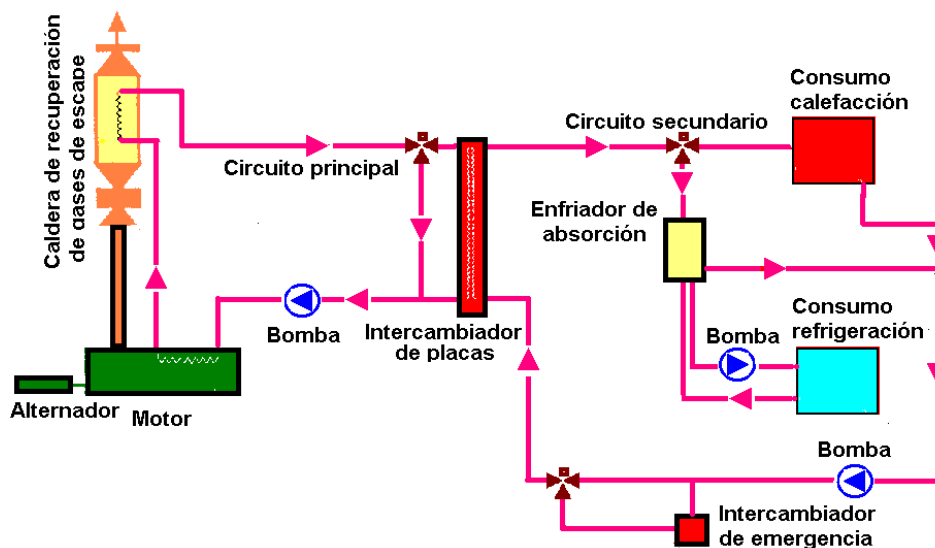 Caldera de recuperación
de gases de escape
Circuito principal
Circuito secundario
Consumo
calefacción
Enfriador de
absorción
Bomba
Intercambiador
de placas
Bomba
Consumo
refrigeración
Alternador
Motor
Bomba
Intercambiador
de emergencia